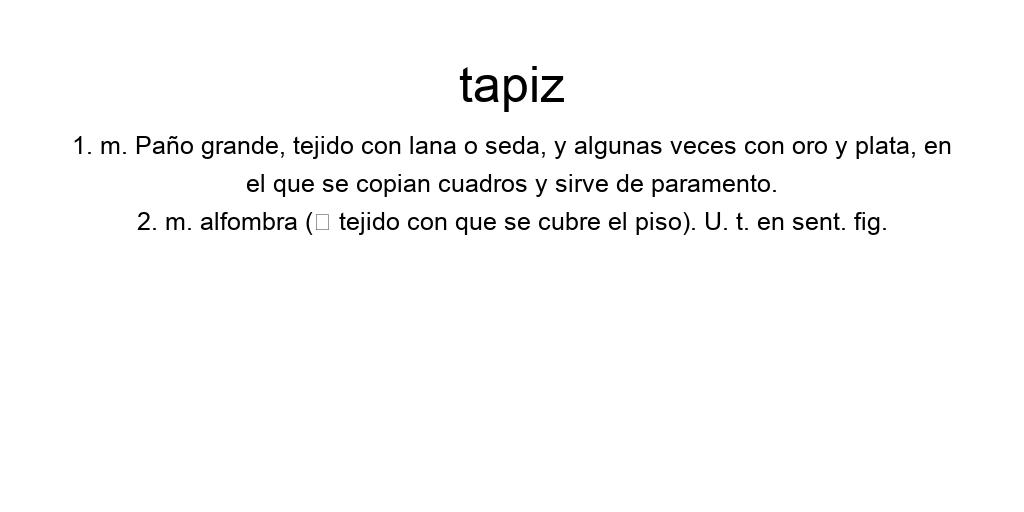 tapiz
1. m. Paño grande, tejido con lana o seda, y algunas veces con oro y plata, en
el que se copian cuadros y sirve de paramento.
2. m. alfombra (□ tejido con que se cubre el piso). U. t. en sent. fig.